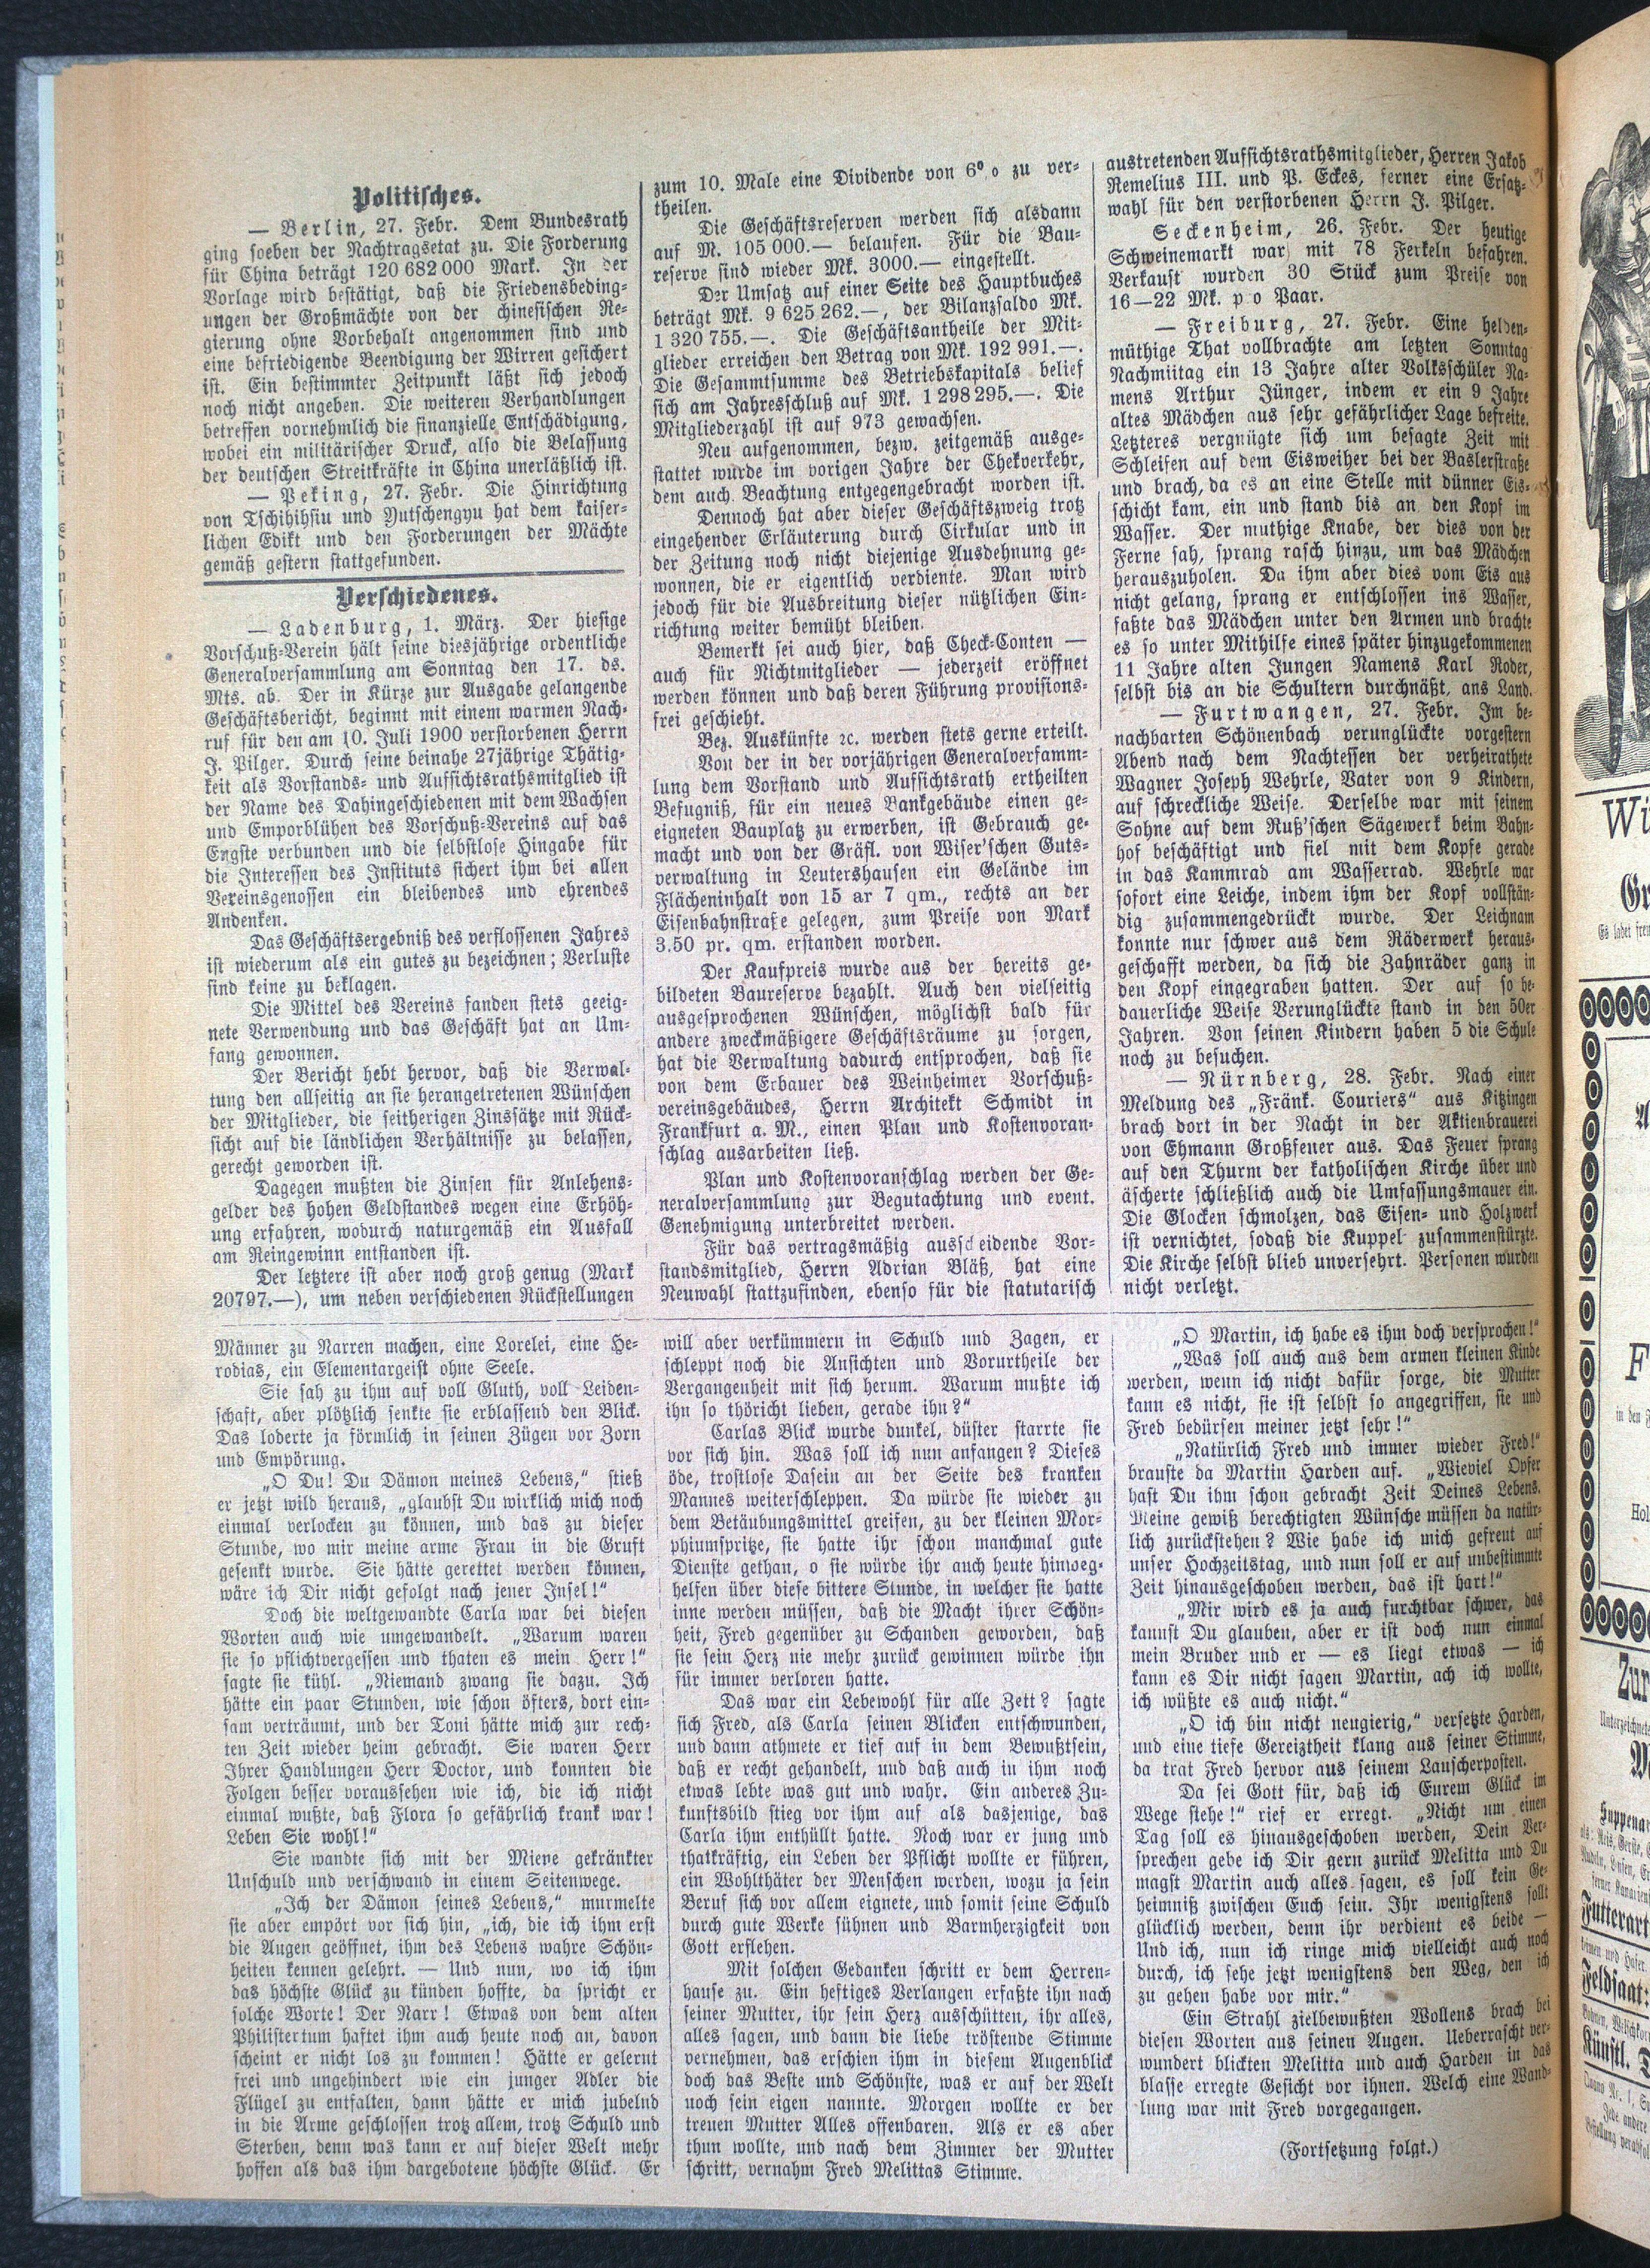 Politisches.
— Berlin, 27. Febr. Dem Bundesrath
ging soeben der Nachtragsetat zu. Die Forderung
für China beträgt 120 682 000 Mark. In der
Vorlage wird bestätigt, daß die Friedensbeding-
ungen der Großmächte von der chinesischen Re-
gierung ohne Vorbehalt angenommen sind und
eine befriedigende Beendigung der Wirren gesichert
ist. Ein bestimmter Zeitpunkt läßt sich jedoch
noch nicht angeben. Die weiteren Verhandlungen
betreffen vornehmlich die finanzielle Entschädigung,
wobei ein militärischer Druck, also die Belassung
der deutschen Streitkräfte in China unerläßlich ist.
— Peking, 27. Febr. Die Hinrichtung
von Tschihihsiu und Yutschengyu hat dem kaiser-
lichen Edikt und den Forderungen der Mächte
gemäß gestern stattgefunden.
Verschiedenes.
— Ladenburg, 1. März. Der hiesige
Vorschuß-Verein hält seine diesjährige ordentliche
Generalversammlung am Sonntag den 17. ds.
Mts. ab. Der in Kürze zur Ausgabe gelangende
Geschäftsbericht, beginnt mit einem warmen Nach-
ruf für den am 10. Juli 1900 verstorbenen Herrn
J. Pilger. Durch seine beinahe 27jährige Thätig-
keit als Vorstands- und Aufsichtsrathsmitglied ist
der Name des Dahingeschiedenen mit dem Wachsen
und Emporblühen des Vorschuß-Vereins auf das
Engste verbunden und die selbstlose Hingabe für
die Interessen des Instituts sichert ihm bei allen
Vereinsgenossen ein bleibendes und ehrendes
Andenken.
Das Geschäftsergebniß des verflossenen Jahres
ist wiederum als ein gutes zu bezeichnen; Verluste
sind keine zu beklagen.
Die Mittel des Vereins fanden stets geeig-
nete Verwendung und das Geschäft hat an Um-
fang gewonnen.
Der Bericht hebt hervor, daß die Verwal-
tung den allseitig an sie herangetretenen Wünschen
der Mitglieder, die seitherigen Zinssätze mit Rück-
sicht auf die ländlichen Verhältnisse zu belassen,
gerecht geworden ist.
Dagegen mußten die Zinsen für Anlehens-
gelder des hohen Geldstandes wegen eine Erhöh-
ung erfahren, wodurch naturgemäß ein Ausfall
am Reingewinn entstanden ist.
Der letztere ist aber noch groß genug (Mark
20797.—), um neben verschiedenen Rückstellungen
zum 10. Male eine Dividende von 6% zu ver-
theilen.
Die Geschäftsreserven werden sich alsdann
auf M. 105 000.— belaufen. Für die Bau-
reserve sind wieder Mk. 3000.— eingestellt.
Der Umsatz auf einer Seite des Hauptbuches
beträgt Mk. 9 625 262.—, der Bilanzsaldo Mk.
1 320 755.—. Die Geschäftsantheile der Mit-
glieder erreichen den Betrag von Mk. 192 991.—.
Die Gesammtsumme des Betriebskapitals belief
sich am Jahresschluß auf Mk. 1 298 295.—. Die
Mitgliederzahl ist auf 973 gewachsen.
Neu aufgenommen, bezw. zeitgemäß ausge-
stattet wurde im vorigen Jahre der Chekverkehr,
dem auch Beachtung entgegengebracht worden ist.
Dennoch hat aber dieser Geschäftszweig trotz
eingehender Erläuterung durch Cirkular und in
der Zeitung noch nicht diejenige Ausdehnung ge-
wonnen, die er eigentlich verdiente. Man wird
jedoch für die Ausbreitung dieser nützlichen Ein-
richtung weiter bemüht bleiben.
Bemerkt sei auch hier, daß Check-Conten —
auch für Nichtmitglieder — jederzeit eröffnet
werden können und daß deren Führung provisions-
frei geschieht.
Bez. Auskünfte ꝛc. werden stets gerne ertheilt.
Von der in der vorjährigen Generalversamm-
lung dem Vorstand und Aufsichtsrath ertheilten
Befugniß, für ein neues Bankgebäude einen ge-
eigneten Bauplatz zu erwerben, ist Gebrauch ge-
macht und von der Gräfl. von Wiser'schen Guts-
verwaltung in Leutershausen ein Gelände im
Flächeninhalt von 15 ar 7 qm., rechts an der
Eisenbahnstraße gelegen, zum Preise von Mark
3.50 pr. qm. erstanden worden.
Der Kaufpreis wurde aus der bereits ge-
bildeten Baureserve bezahlt. Auch den vielseitig
ausgesprochenen Wünschen, möglichst bald für
andere zweckmäßigere Geschäftsräume zu sorgen,
hat die Verwaltung dadurch entsprochen, daß sie
von dem Erbauer des Weinheimer Vorschuß-
vereinsgebäudes, Herrn Architekt Schmidt in
Frankfurt a. M., einen Plan und Kostenvoran-
schlag ausarbeiten ließ.
Plan und Kostenvoranschlag werden der Ge-
neralversammlung zur Begutachtung und event.
Genehmigung unterbreitet werden.
Für das vertragsmäßig ausscheidende Vor-
standsmitglied, Herrn Adrian Bläß, hat eine
Neuwahl stattzufinden, ebenso für die statutarisch
austretenden Aufsichtsrathsmitglieder, Herren Jakob
Remelius III. und P. Eckes, ferner eine Ersatz-
wahl für den verstorbenen Herrn J. Pilger.
Seckenheim, 26. Febr. Der heutige
Schweinemarkt war mit 78 Ferkeln befahren.
Verkauft wurden 30 Stück zum Preise von
16—22 Mk. p o Paar.
— Freiburg, 27. Febr. Eine helden-
müthige That vollbrachte am letzten Sonntag
Nachmiitag ein 13 Jahre alter Volksschüler Na-
mens Arthur Jünger, indem er ein 9 Jahre
altes Mädchen aus sehr gefährlicher Lage befreite.
Letzteres vergnügte sich um besagte Zeit mit
Schleifen auf dem Eisweiher bei der Baslerstraße
und brach, da es an eine Stelle mit dünner Eis-
schicht kam, ein und stand bis an den Kopf im
Wasser. Der muthige Knabe, der dies von der
Ferne sah, sprang rasch hinzu, um das Mädchen
herauszuholen. Da ihm aber dies vom Eis aus
nicht gelang, sprang er entschlossen ins Wasser,
faßte das Mädchen unter den Armen und brachte
es so unter Mithilfe eines später hinzugekommenen
11 Jahre alten Jungen Namens Karl Roder,
selbst bis an die Schultern durchnäßt, ans Land.
— Furtwangen, 27. Febr. Im be-
nachbarten Schönenbach verunglückte vorgestern
Abend nach dem Nachtessen der verheirathete
Wagner Joseph Wehrle, Vater von 9 Kindern,
auf schreckliche Weise. Derselbe war mit seinem
Sohne auf dem Ruß'schen Sägewerk beim Bahn-
hof beschäftigt und fiel mit dem Kopfe gerade
in das Kammrad am Wasserrad. Wehrle war
sofort eine Leiche, indem ihm der Kopf vollstän-
dig zusammengedrückt wurde. Der Leichnam
konnte nur schwer aus dem Räderwerk heraus-
geschafft werden, da sich die Zahnräder ganz in
den Kopf eingegraben hatten. Der auf so be-
dauerliche Weise Verunglückte stand in den 50er
Jahren. Von seinen Kindern haben 5 die Schule
noch zu besuchen.
— Nürnberg, 28. Febr. Nach einer
Meldung des „Fränk. Couriers“ aus Kitzingen
brach dort in der Nacht in der Aktienbrauerei
von Ehmann Großfeuer aus. Das Feuer sprang
auf den Thurm der katholischen Kirche über und
äscherte schließlich auch die Umfassungsmauer ein.
Die Glocken schmolzen, das Eisen- und Holzwerk
ist vernichtet, sodaß die Kuppel zusammenstürzte.
Die Kirche selbst blieb unversehrt. Personen wurden
nicht verletzt.
Männer zu Narren machen, eine Lorelei, eine He-
rodias, ein Elementargeist ohne Seele.
Sie sah zu ihm auf voll Gluth, voll Leiden-
schaft, aber plötzlich senkte sie erblassend den Blick.
Das loderte ja förmlich in seinen Zügen vor Zorn
und Empörung.
„O Du! Du Dämon meines Lebens,“ stieß
er jetzt wild heraus, „glaubst Du wirklich mich noch
einmal verlocken zu können, und das zu dieser
Stunde, wo mir meine arme Frau in die Gruft
gesenkt wurde. Sie hätte gerettet werden können,
wäre ich Dir nicht gefolgt nach jener Insel!“
Doch die weltgewandte Carla war bei diesen
Worten auch wie umgewandelt. „Warum waren
sie so pflichtvergessen und thaten es mein Herr!“
sagte sie kühl. „Niemand zwang sie dazu. Ich
hätte ein paar Stunden, wie schon öfters, dort ein-
sam verträumt, und der Toni hätte mich zur rech-
ten Zeit wieder heim gebracht. Sie waren Herr
Ihrer Handlungen Herr Doctor, und konnten die
Folgen besser voraussehen wie ich, die ich nicht
einmal wußte, daß Flora so gefährlich krank war!
Leben Sie wohl!“
Sie wandte sich mit der Miene gekränkter
Unschuld und verschwand in einem Seitenwege.
„Ich der Dämon seines Lebens,“ murmelte
sie aber empört vor sich hin, „ich, die ich ihm erst
die Augen geöffnet, ihm des Lebens wahre Schön-
heiten kennen gelehrt. — Und nun, wo ich ihm
das höchste Glück zu künden hoffte, da spricht er
solche Worte! Der Narr! Etwas von dem alten
Philistertum haftet ihm auch heute noch an, davon
scheint er nicht los zu kommen! Hätte er gelernt
frei und ungehindert wie ein junger Adler die
Flügel zu entfalten, dann hätte er mich jubelnd
in die Arme geschlossen trotz allem, trotz Schuld und
Sterben, denn was kann er auf dieser Welt mehr
hoffen als das ihm dargebotene höchste Glück. Er
will aber verkümmern in Schuld und Zagen, er
schleppt noch die Ansichten und Vorurtheile der
Vergangenheit mit sich herum. Warum mußte ich
ihn so thöricht lieben, gerade ihn?“
Carlas Blick wurde dunkel, düster starrte sie
vor sich hin. Was soll ich nun anfangen? Dieses
öde, trostlose Dasein an der Seite des kranken
Mannes weiterschleppen. Da würde sie wieder zu
dem Betäubungsmittel greifen, zu der kleinen Mor-
phiumspritze, sie hatte ihr schon manchmal gute
Dienste gethan, o sie würde ihr auch heute hinweg-
helfen über diese bittere Stunde, in welcher sie hatte
inne werden müssen, daß die Macht ihrer Schön-
heit, Fred gegenüber zu Schanden geworden, daß
sie sein Herz nie mehr zurück gewinnen würde ihn
für immer verloren hatte.
Das war ein Lebewohl für alle Zett? sagte
sich Fred, als Carla seinen Blicken entschwunden,
und dann athmete er tief auf in dem Bewußtsein,
daß er recht gehandelt, und daß auch in ihm noch
etwas lebte was gut und wahr. Ein anderes Zu-
kunftsbild stieg vor ihm auf als dasjenige, das
Carla ihm enthüllt hatte. Noch war er jung und
thatkräftig, ein Leben der Pflicht wollte er führen,
ein Wohlthäter der Menschen werden, wozu ja sein
Beruf sich vor allem eignete, und somit seine Schuld
durch gute Werke sühnen und Barmherzigkeit von
Gott erflehen.
Mit solchen Gedanken schritt er dem Herren-
hause zu. Ein heftiges Verlangen erfaßte ihn nach
seiner Mutter, ihr sein Herz ausschütten, ihr alles,
alles sagen, und dann die liebe tröstende Stimme
vernehmen, das erschien ihm in diesem Augenblick
doch das Beste und Schönste, was er auf der Welt
noch sein eigen nannte. Morgen wollte er der
treuen Mutter Alles offenbaren. Als er es aber
thun wollte, und nach dem Zimmer der Mutter
schritt, vernahm Fred Melittas Stimme.
„O Martin, ich habe es ihm doch versprochen!“
„Was soll auch aus dem armen kleinen Kinde
werden, wenn ich nicht dafür sorge, die Mutter
kann es nicht, sie ist selbst so angegriffen, sie und
Fred bedürfen meiner jetzt sehr!“
„Natürlich Fred und immer wieder Fred!“
brauste da Martin Harden auf. „Wieviel Opfer
hast Du ihm schon gebracht Zeit Deines Lebens.
Meine gewiß berechtigten Wünsche müssen da natür-
lich zurückstehen? Wie habe ich mich gefreut auf
unser Hochzeitstag, und nun soll er auf unbestimmte
Zeit hinausgeschoben werden, das ist hart!“
„Mir wird es ja auch furchtbar schwer, das
kannst Du glauben, aber er ist doch nun einmal
mein Bruder und er — es liegt etwas — ich
kann es Dir nicht sagen Martin, ach ich wollte,
ich wüßte es auch nicht.“
„O ich bin nicht neugierig,“ versetzte Harden,
und eine tiefe Gereiztheit klang aus seiner Stimme,
da trat Fred hervor aus seinem Lauscherposten.
Da sei Gott für, daß ich Eurem Glück im
Wege stehe!“ rief er erregt. „Nicht um einen
Tag soll es hinausgeschoben werden, Dein Ver-
sprechen gebe ich Dir gern zurück Melitta und Du
magst Martin auch alles sagen, es soll kein Ge-
heimniß zwischen Euch sein. Ihr wenigstens sollt
glücklich werden, denn ihr verdient es beide —
Und ich, nun ich ringe mich vielleicht auch noch
durch, ich sehe jetzt wenigstens den Weg, den ich
zu gehen habe vor mir.“
Ein Strahl zielbewußten Wollens brach bei
diesen Worten aus seinen Augen. Ueberrascht ver-
wundert blickten Melitta und auch Harden in das
blasse erregte Gesicht vor ihnen. Welch eine Wand-
lung war mit Fred vorgegangen.
(Fortsetzung folgt.)